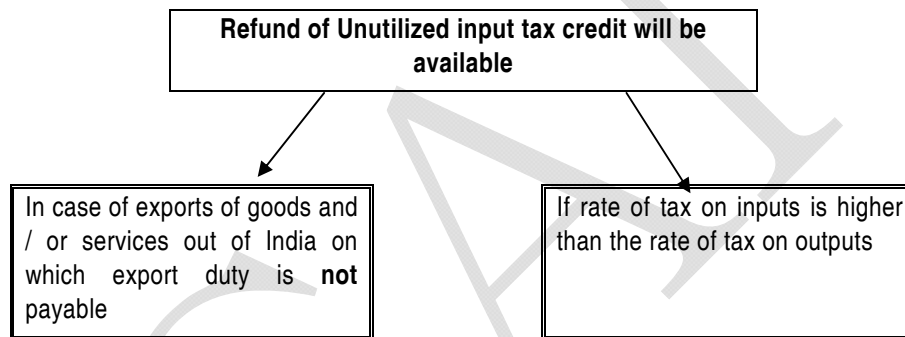 Refund of Unutilized input tax credit will be
available
In case of exports of goods and
/ or services out of India on
which export duty is not
payable
If rate of tax on inputs is higher
than the rate of tax on outputs